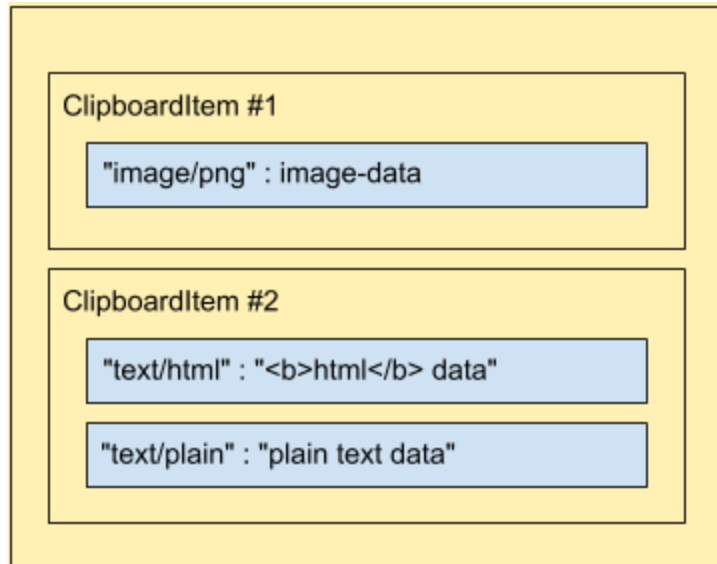 ClipboardItem #1
"image/png" : image-data
ClipboardItem #2
"text/html" : "<b>html</b> data"
"text/plain" : "plain text data"